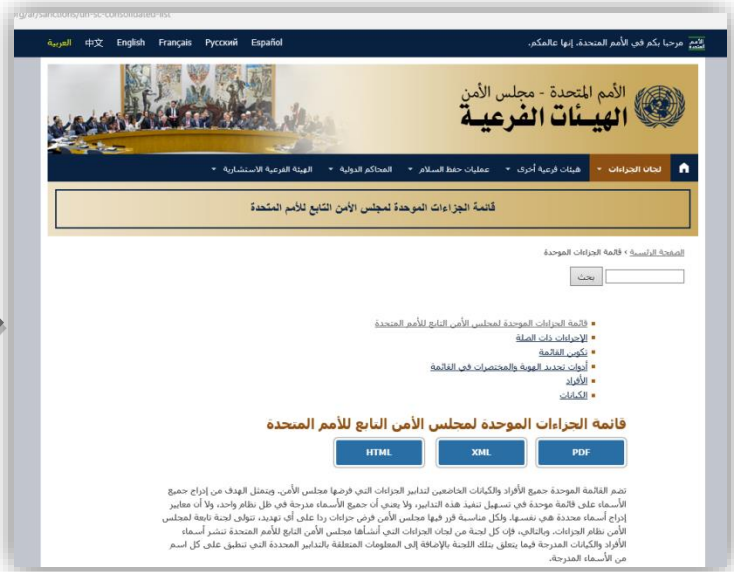 org/ar/sanctions/un-sc-consolidated-list
مرحبا بكم في الأمم المتحدة. إنها عالمكم.
العربية 中文 English Français Русский Español
الأمم المتحدة - مجلس الأمن
الهيـئات الفرعيـة
لجان الجزاءات هيئات فرعية أخرى عمليات حفظ السلام المحاكم الدولية الهيئة الفرعية الاستشارية
قائمة الجزاءات الموحدة لمجلس الأمن التابع للأمم المتحدة
الصفحة الرئيسية › قائمة الجزاءات الموحدة
بحث
قائمة الجزاءات الموحدة لمجلس الأمن التابع للأمم المتحدة
الإجراءات ذات الصلة
تكوين القائمة
أدوات تحديد الهوية والمختصرات في القائمة
الأفراد
الكيانات
قائمة الجزاءات الموحدة لمجلس الأمن التابع للأمم المتحدة
PDF XML HTML
تضم القائمة الموحدة جميع الأفراد والكيانات الخاضعين لتدابير الجزاءات التي فرضها مجلس الأمن. ويتمثل الهدف من إدراج جميع
الأسماء على قائمة موحدة في تسهيل تنفيذ هذه التدابير، ولا يعني أن جميع الأسماء مدرجة في ظل نظام واحد، ولا أن معايير
إدراج أسماء محددة هي نفسها. ولكل مناسبة قرر فيها مجلس الأمن فرض جزاءات ردا على أي تهديد، تتولى لجنة تابعة لمجلس
الأمن نظام الجزاءات. وبالتالي، فإن كل لجنة من لجان الجزاءات التي أنشأها مجلس الأمن التابع للأمم المتحدة تنشر أسماء
الأفراد والكيانات المدرجة فيما يتعلق بتلك اللجنة بالإضافة إلى المعلومات المتعلقة بالتدابير المحددة التي تنطبق على كل اسم
من الأسماء المدرجة.